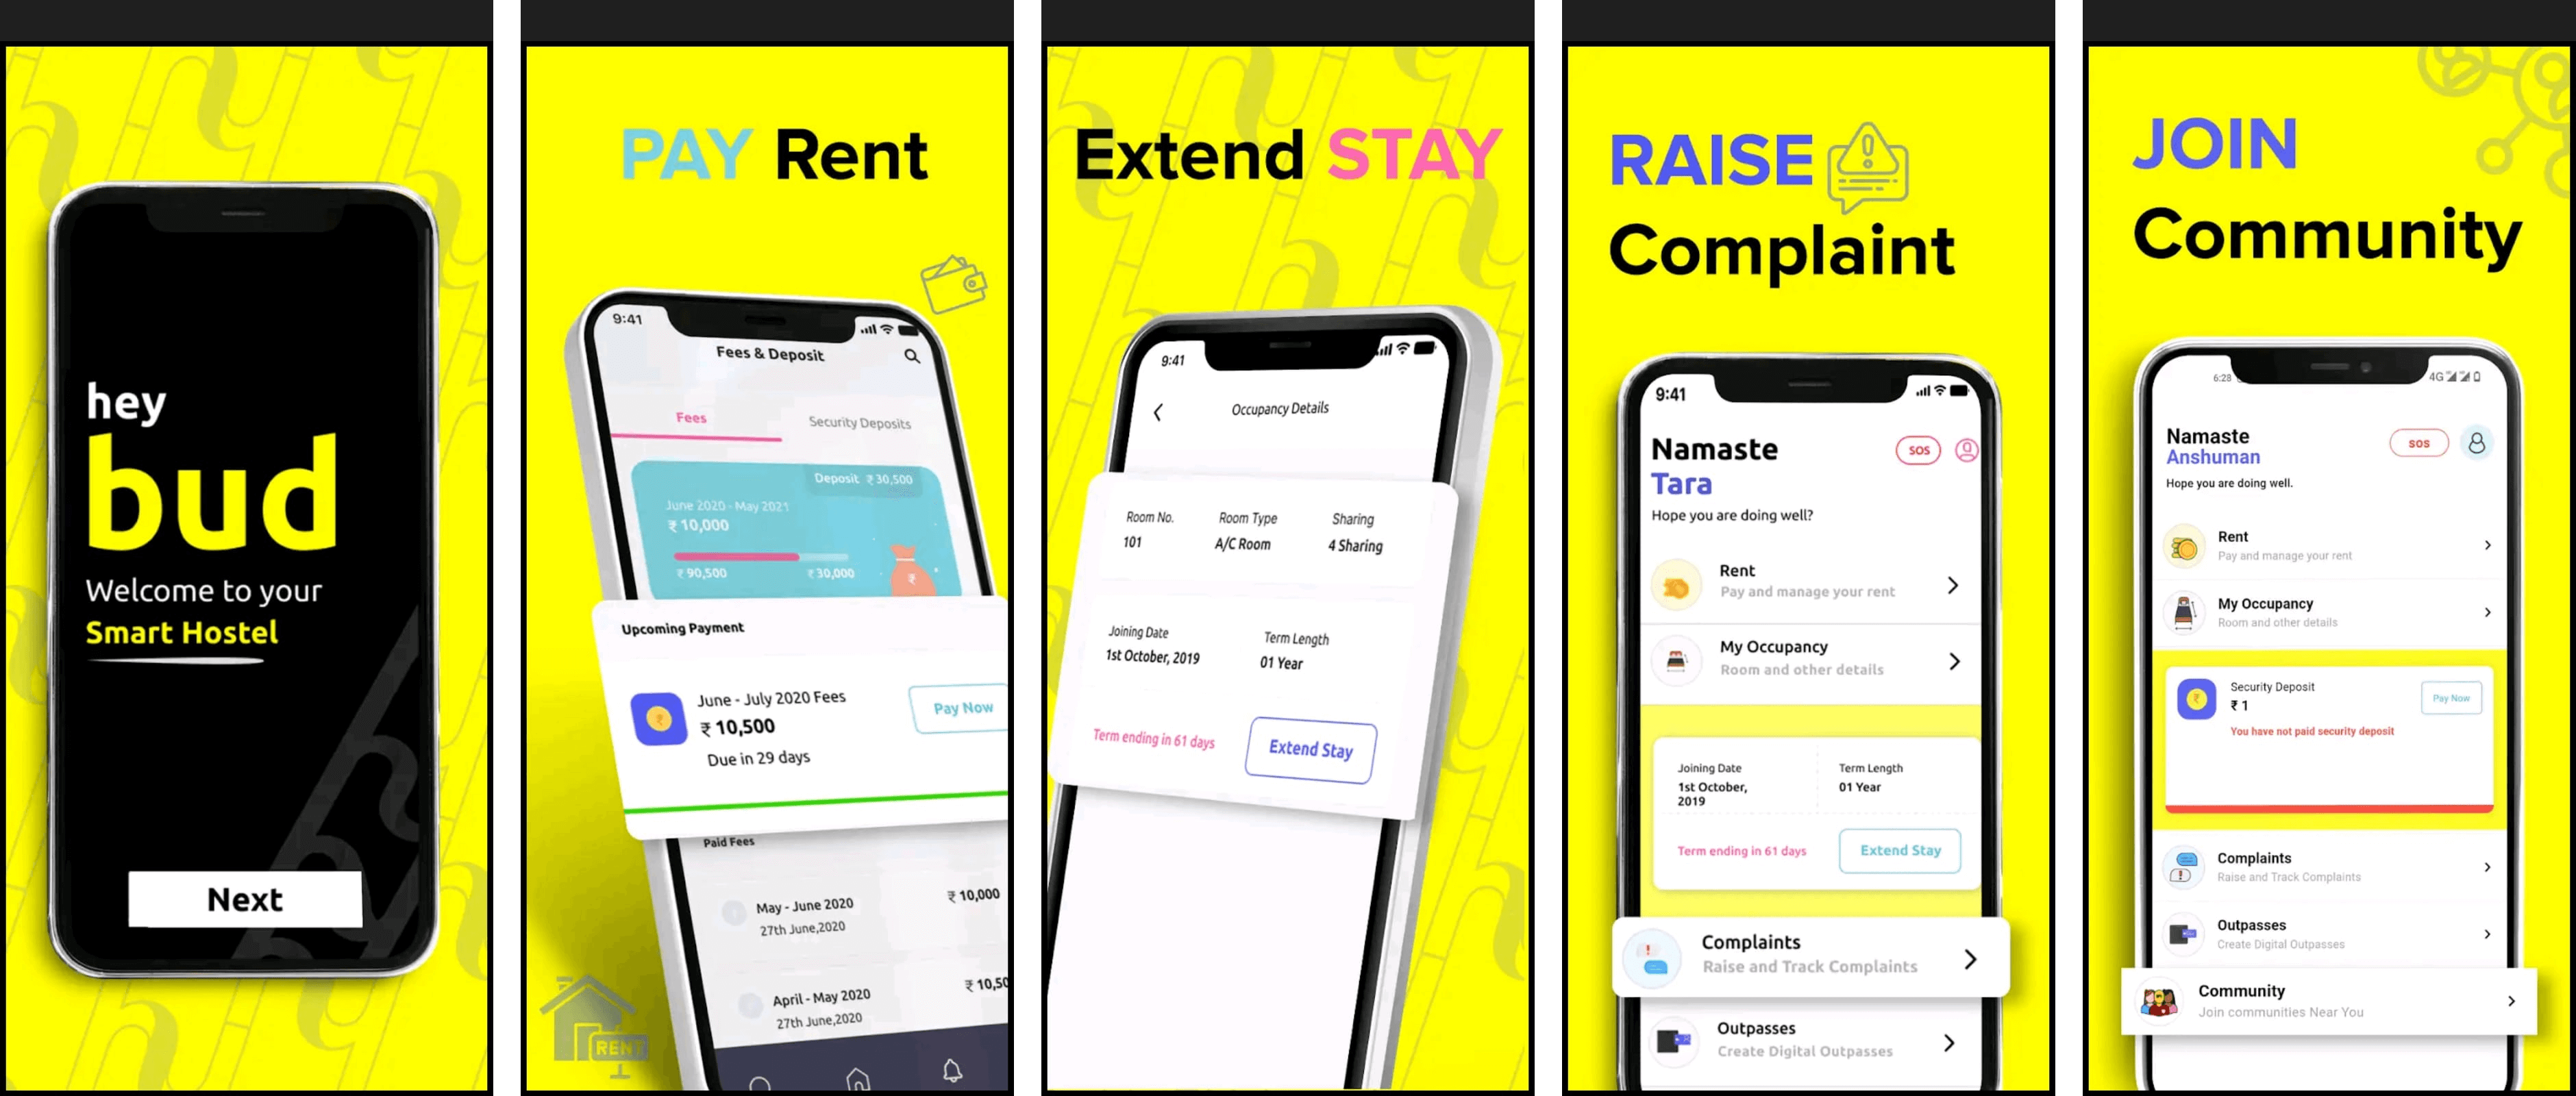 hey
bud
Welcome to your
Smart Hostel
Next
PAY Rent
9:41
Fees & Deposit
Fees
Security Deposits
Deposit ₹ 30,500
June 2020 - May 2021
₹ 10,000
₹ 90,500
₹ 30,000
₹
Upcoming Payment
₹
June - July 2020 Fees
₹ 10,500
Due in 29 days
Pay Now
Paid Fees
May - June 2020
27th June,2020
₹ 10,000
April - May 2020
27th June,2020
₹ 10,50
RENT
Extend STAY
9:41
Occupancy Details
Room No.
101
Room Type
A/C Room
Sharing
4 Sharing
Joining Date
1st October, 2019
Term Length
01 Year
Term ending in 61 days
Extend Stay
RAISE
Complaint
9:41
Namaste
Tara
SOS
Hope you are doing well?
Rent
Pay and manage your rent
My Occupancy
Room and other details
Joining Date
1st October,
2019
Term Length
01 Year
Term ending in 61 days
Extend Stay
Complaints
Raise and Track Complaints
Outpasses
Create Digital Outpasses
JOIN
Community
6:28
4G
Namaste
Anshuman
SOS
Hope you are doing well.
Rent
Pay and manage your rent
My Occupancy
Room and other details
₹
Security Deposit
₹ 1
You have not paid security deposit
Pay Now
Complaints
Raise and Track Complaints
Outpasses
Create Digital Outpasses
Community
Join communities Near You